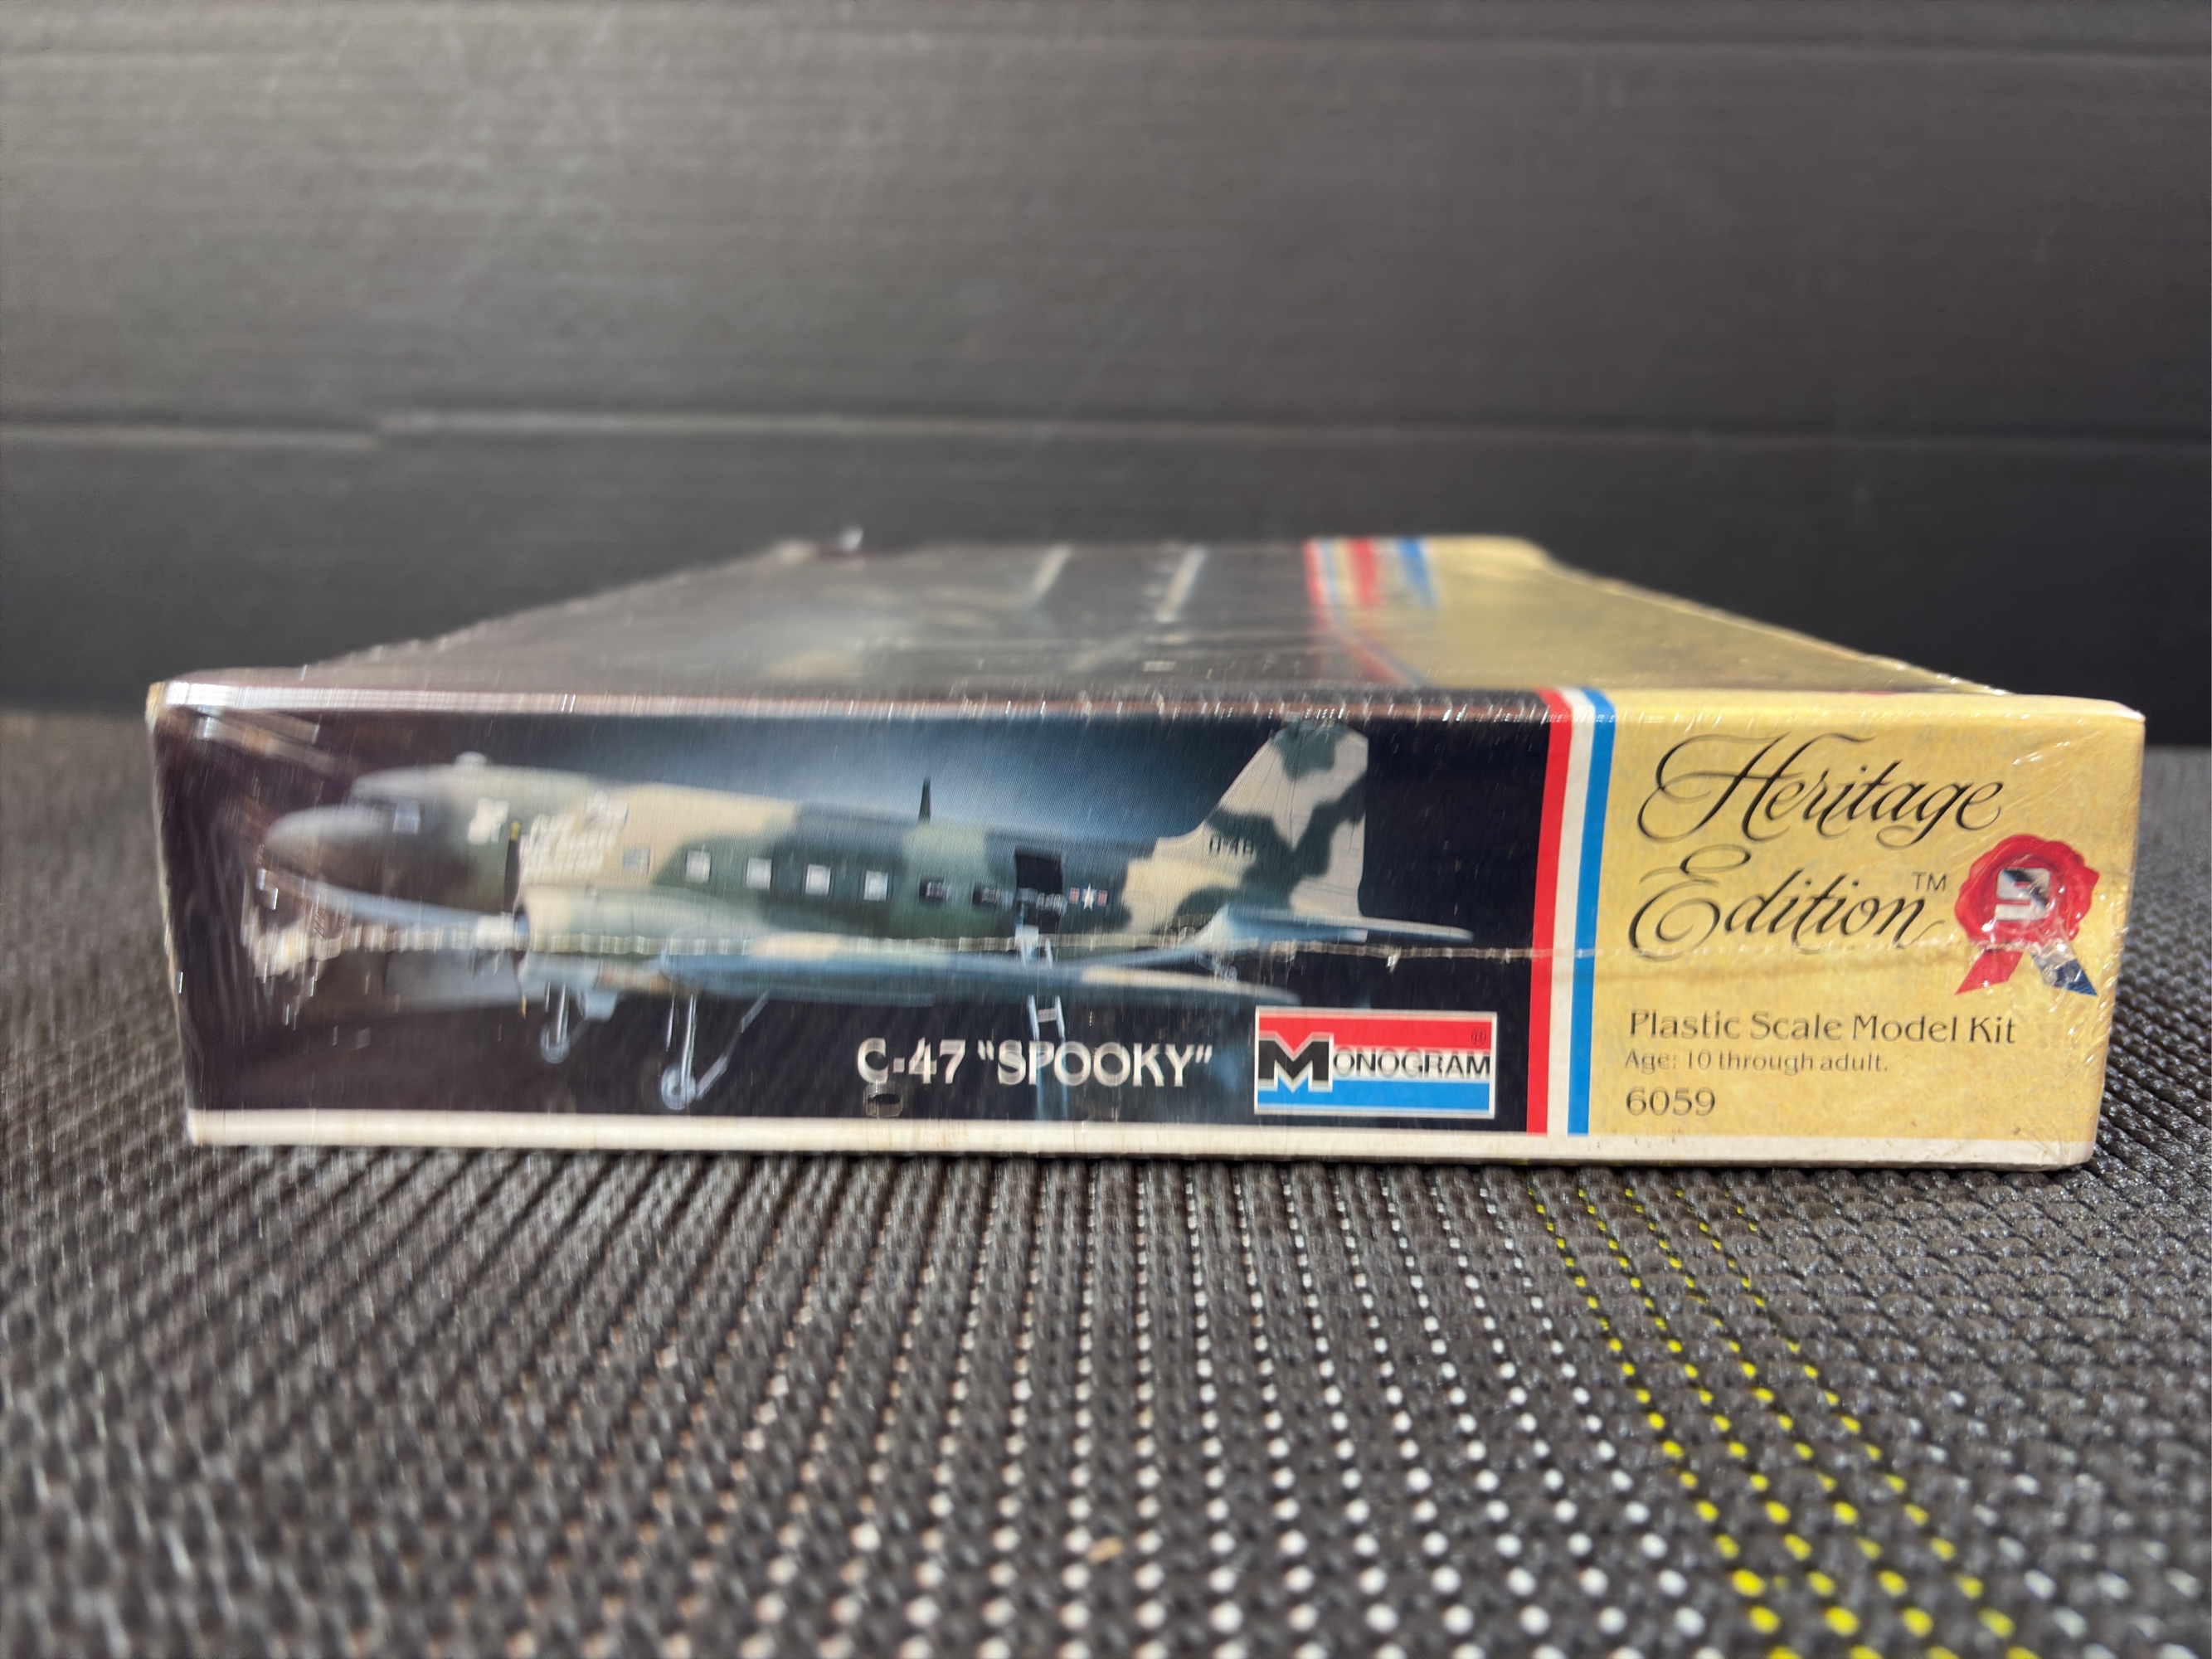 Heritage
Edition™
Plastic Scale Model Kit
Age: 10 through adult.
6059
C-47 "SPOOKY"
MONOGRAM